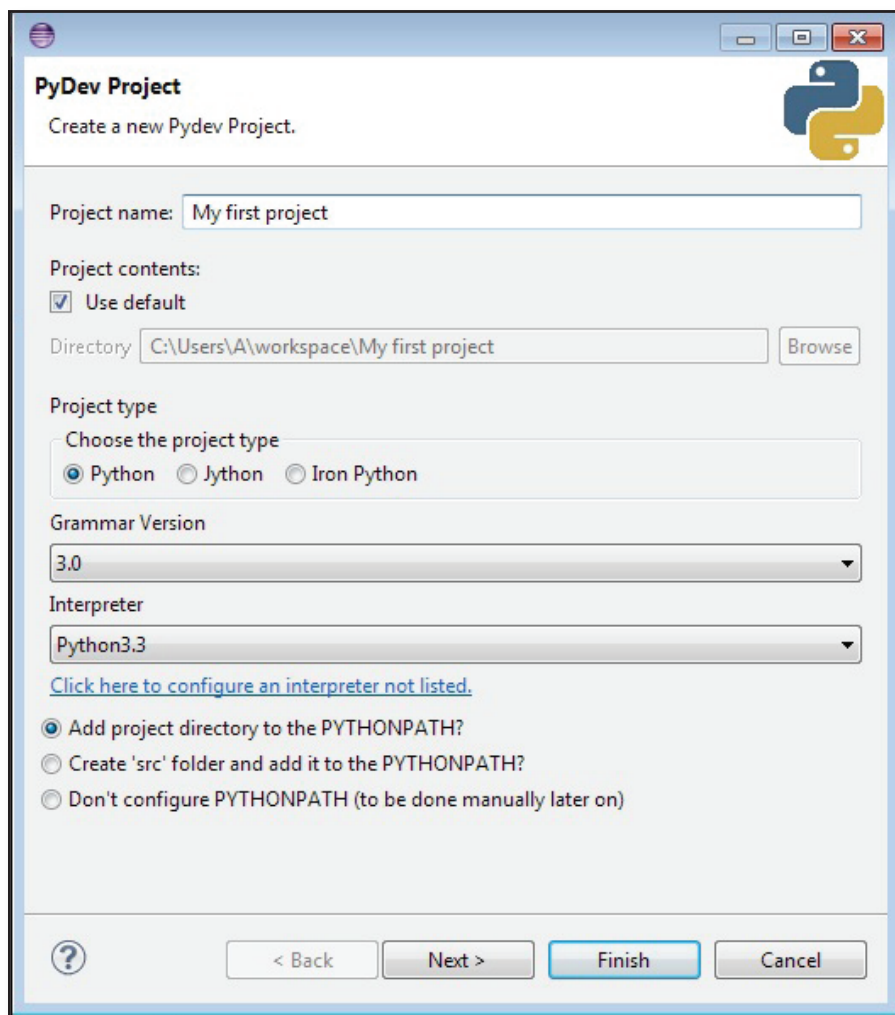 PyDev Project
Create a new Pydev Project.
Project name: My first project
Project contents:
Use default
Directory C:\Users\A\workspace\My first project Browse
Project type
Choose the project type
Python Jython Iron Python
Grammar Version
3.0
Interpreter
Python3.3
Click here to configure an interpreter not listed.
Add project directory to the PYTHONPATH?
Create 'src' folder and add it to the PYTHONPATH?
Don't configure PYTHONPATH (to be done manually later on)
? < Back Next > Finish Cancel